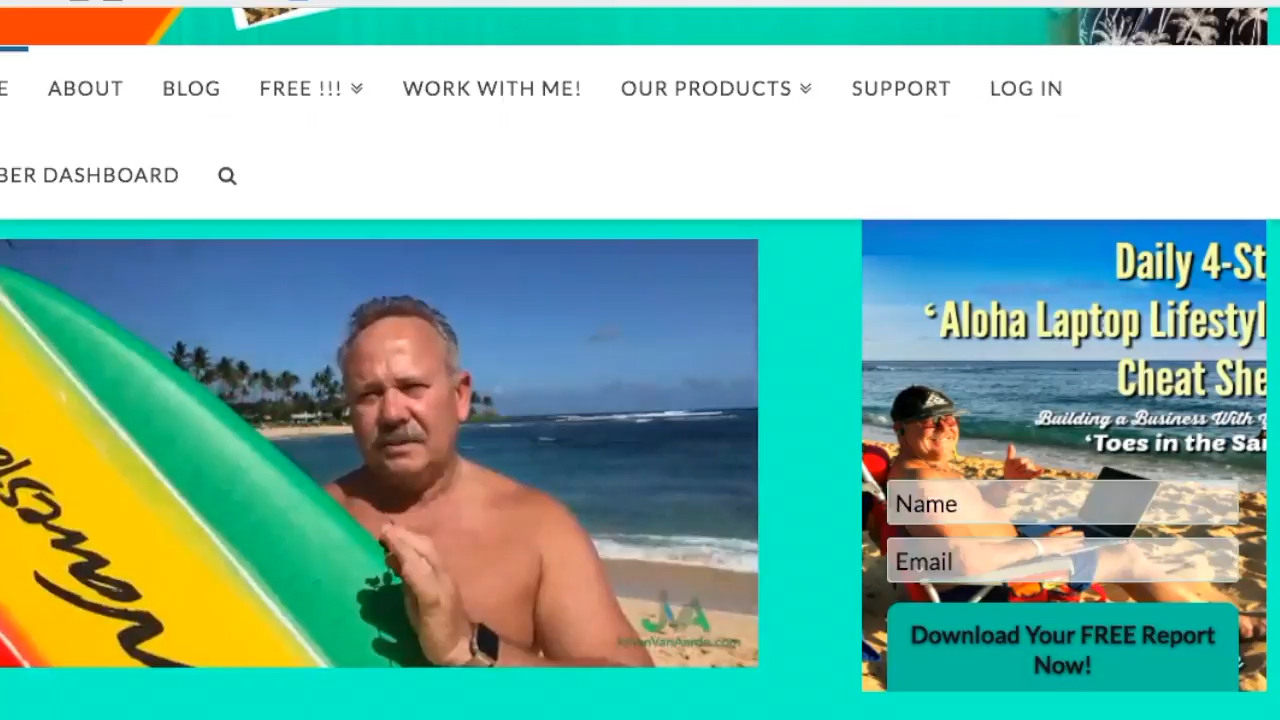 E ABOUT BLOG FREE !!! WORK WITH ME! OUR PRODUCTS SUPPORT LOG IN
BER DASHBOARD
Daily 4-St
‘Aloha Laptop Lifestyl
Cheat She
Building a Business With
‘Toes in the Sa
Name
Email
Download Your FREE Report
Now!
JVA